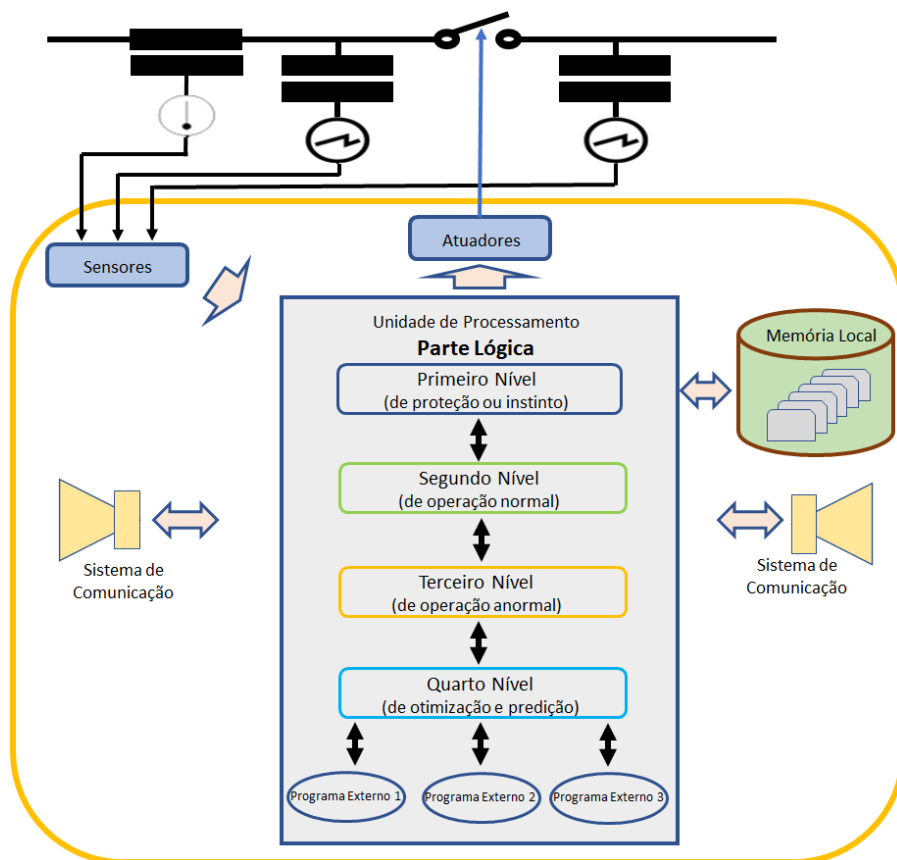 Atuadores
Sensores
Unidade de Processamento
Parte Lógica
Memória Local
Primeiro Nível
(de proteção ou instinto)
Segundo Nível
(de operação normal)
Sistema de
Comunicação
Sistema de
Comunicação
Terceiro Nível
(de operação anormal)
Quarto Nível
(de otimização e predição)
Programa Externo 1
Programa Externo 2
Programa Externo 3